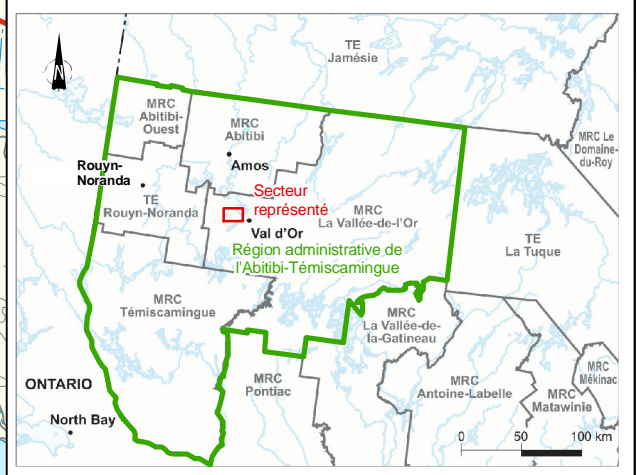 N
TE
Jamésie
MRC
Abitibi-
Ouest
MRC
Abitibi
MRC Le
Domaine-
du-Roy
Amos
Rouyn-
Noranda
TE
Rouyn-Noranda
Secteur
représenté
MRC
La Vallée-de-l'Or
Val d'Or
Région administrative de
l'Abitibi-Témiscamingue
TE
La Tuque
MRC
Témiscamingue
MRC
La Vallée-de-
la-Gatineau
MRC
Mékinac
ONTARIO
MRC
Pontiac
MRC
Antoine-Labelle
MRC
Matawinie
North Bay
0 50 100 km